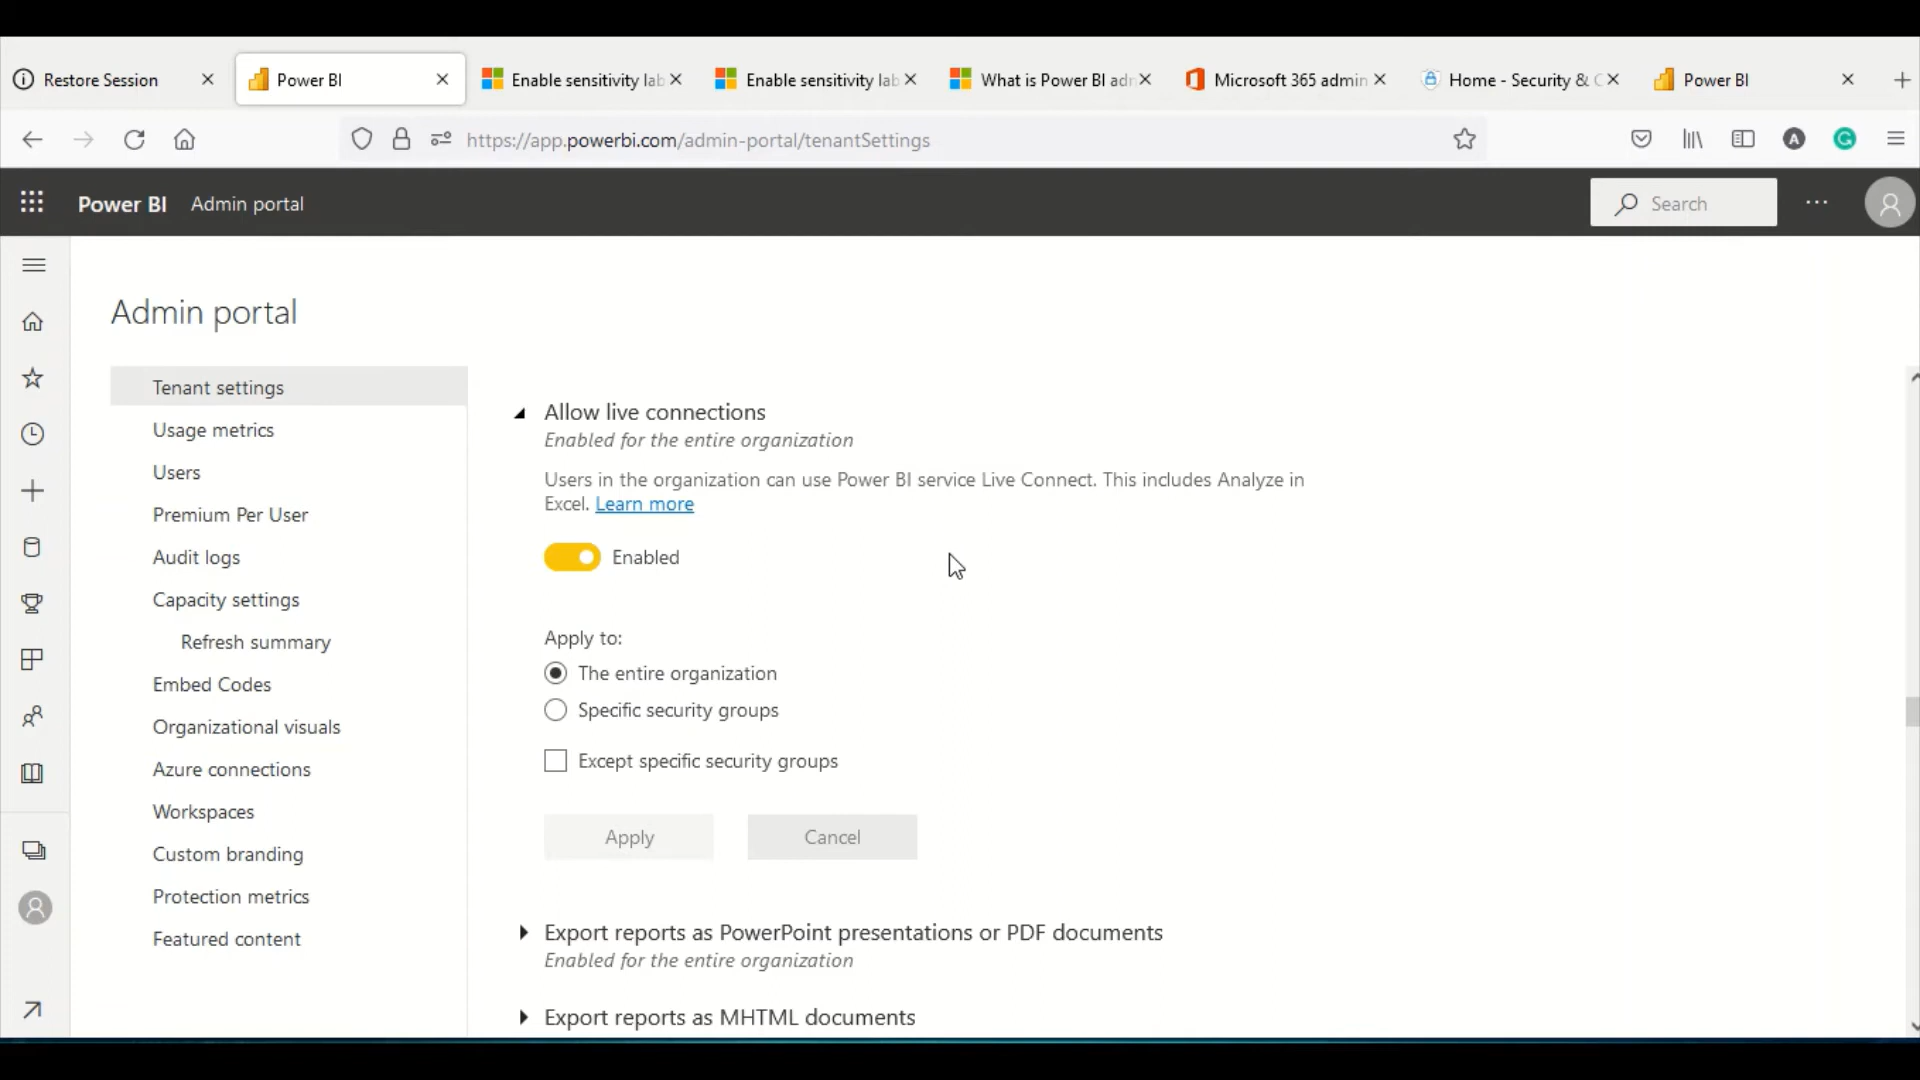 Restore Session
Power BI
Enable sensitivity lab
Enable sensitivity lab
What is Power BI adn
Microsoft 365 admin
Home - Security & C
Power BI
https://app.powerbi.com/admin-portal/tenantSettings
A
G
Power BI Admin portal
Search
Admin portal
Tenant settings
Usage metrics
Users
Premium Per User
Audit logs
Capacity settings
Refresh summary
Embed Codes
Organizational visuals
Azure connections
Workspaces
Custom branding
Protection metrics
Featured content
Allow live connections
Enabled for the entire organization
Users in the organization can use Power BI service Live Connect. This includes Analyze in
Excel. Learn more
Enabled
Apply to:
The entire organization
Specific security groups
Except specific security groups
Apply Cancel
Export reports as PowerPoint presentations or PDF documents
Enabled for the entire organization
Export reports as MHTML documents